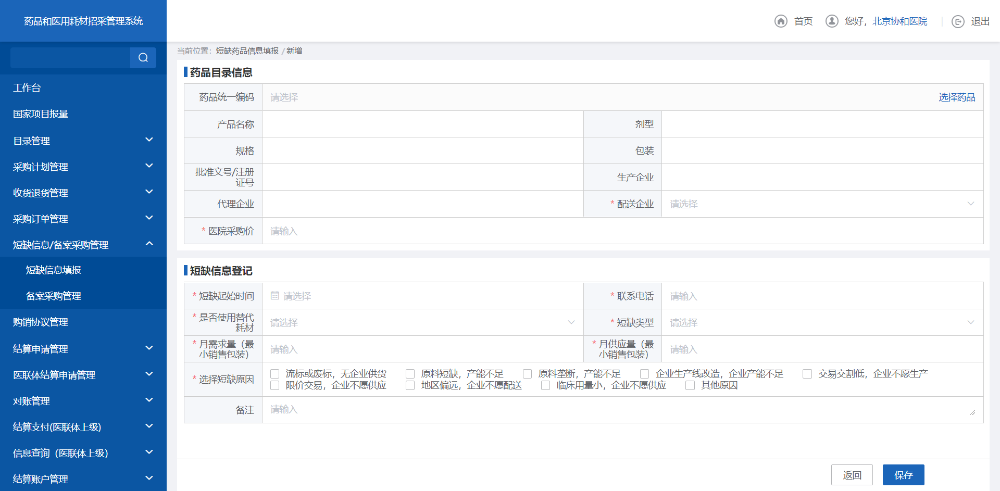 药品和医用耗材招采管理系统
首页
您好，北京协和医院
退出
工作台
国家项目报量
目录管理
采购计划管理
收货退货管理
采购订单管理
短缺信息/备案采购管理
短缺信息填报
备案采购管理
购销协议管理
结算申请管理
医联体结算申请管理
对账管理
结算支付(医联体上级)
信息查询（医联体上级）
结算账户管理
当前位置：短缺药品信息填报 / 新增
药品目录信息
药品统一编码 请选择 选择药品
产品名称 剂型
规格 包装
批准文号/注册
证号
生产企业
代理企业 * 配送企业 请选择
* 医院采购价 请输入
短缺信息登记
* 短缺起始时间 请选择 * 联系电话 请输入
* 是否使用替代
耗材
请选择 * 短缺类型 请选择
* 月需求量（最
小销售包装）
请输入
* 月供应量（最
小销售包装）
请输入
* 选择短缺原因
流标或废标，无企业供货 原料短缺，产能不足 原料垄断，产能不足 企业生产线改造，企业产能不足 交易交割低，企业不愿生产
限价交易，企业不愿供应 地区偏远，企业不愿配送 临床用量小，企业不愿供应 其他原因
备注 请输入
返回 保存